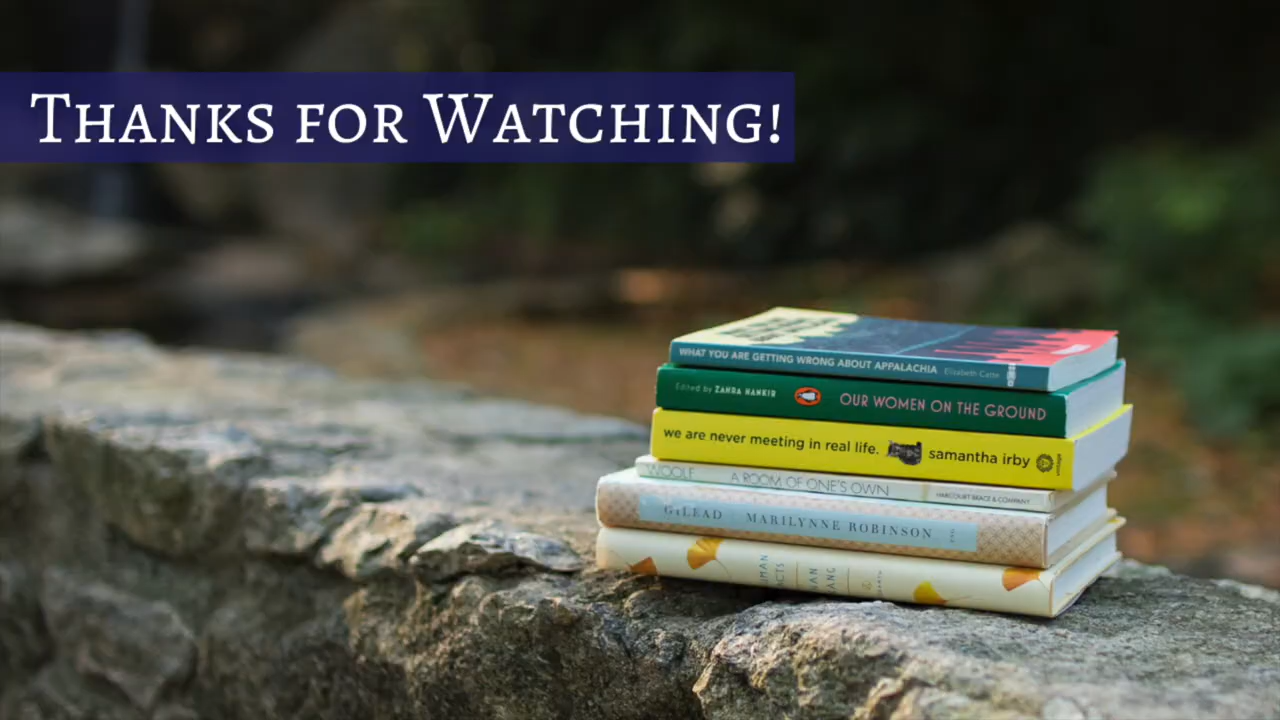 Thanks for Watching!
WHAT YOU ARE GETTING WRONG ABOUT APPALACHIA Elizabeth Catte
Edited by ZAHRA HANKIR OUR WOMEN ON THE GROUND
we are never meeting in real life. samantha irby vintage
WOOLF A ROOM OF ONE'S OWN HARCOURT BRACE & COMPANY
GILEAD MARILYNNE ROBINSON